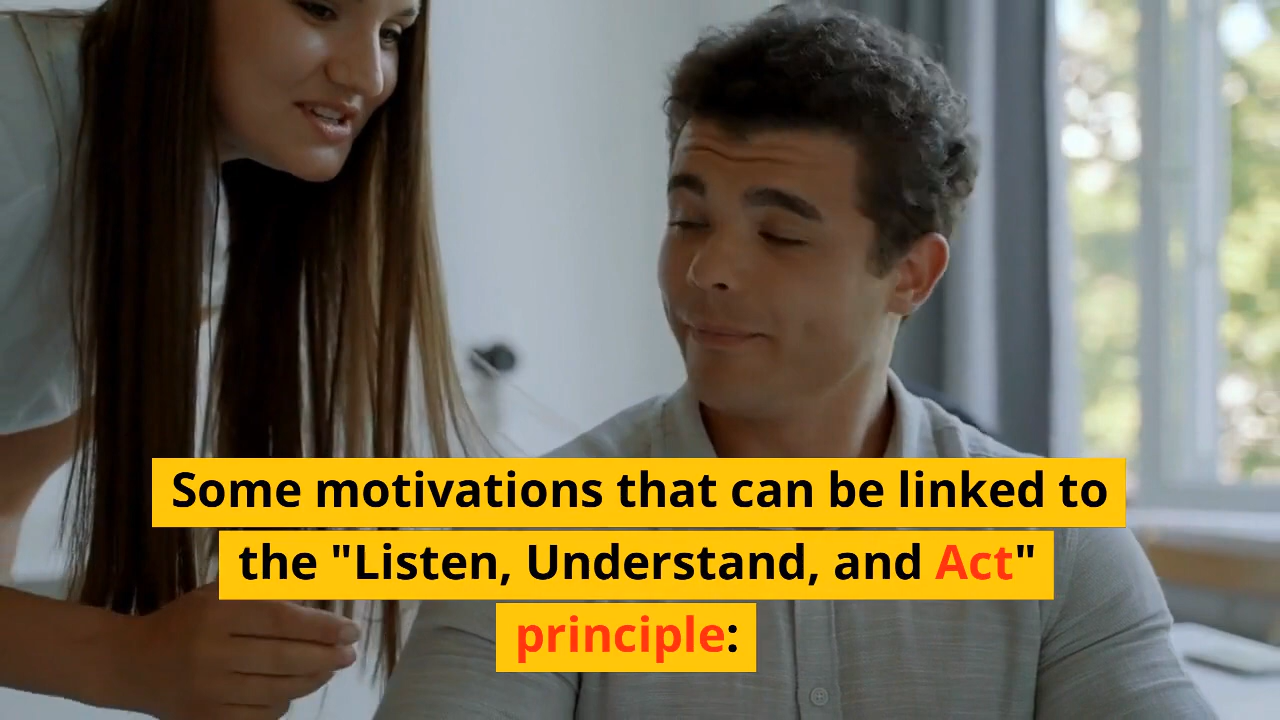 Some motivations that can be linked to
the "Listen, Understand, and Act"
principle: